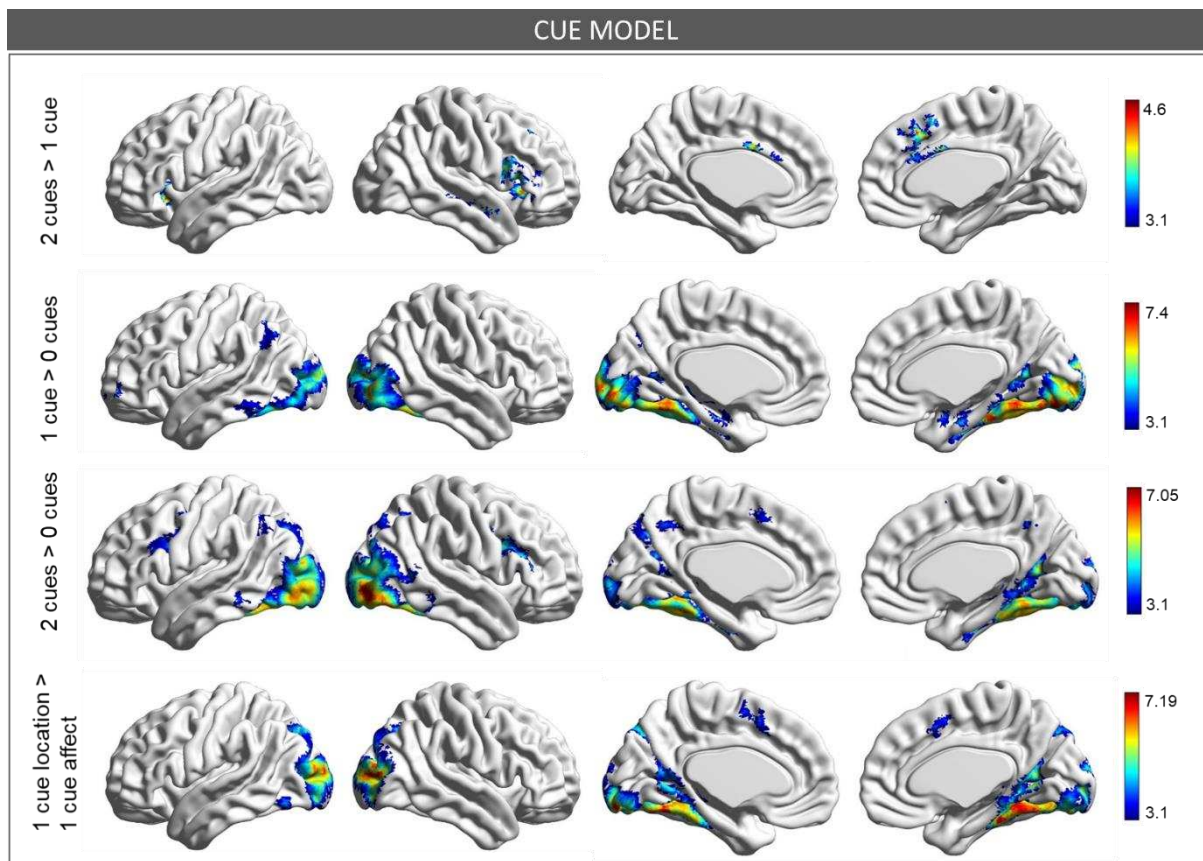 CUE MODEL
2 cues > 1 cue
4.6
3.1
1 cue > 0 cues
7.4
3.1
2 cues > 0 cues
7.05
3.1
1 cue location >
1 cue affect
7.19
3.1